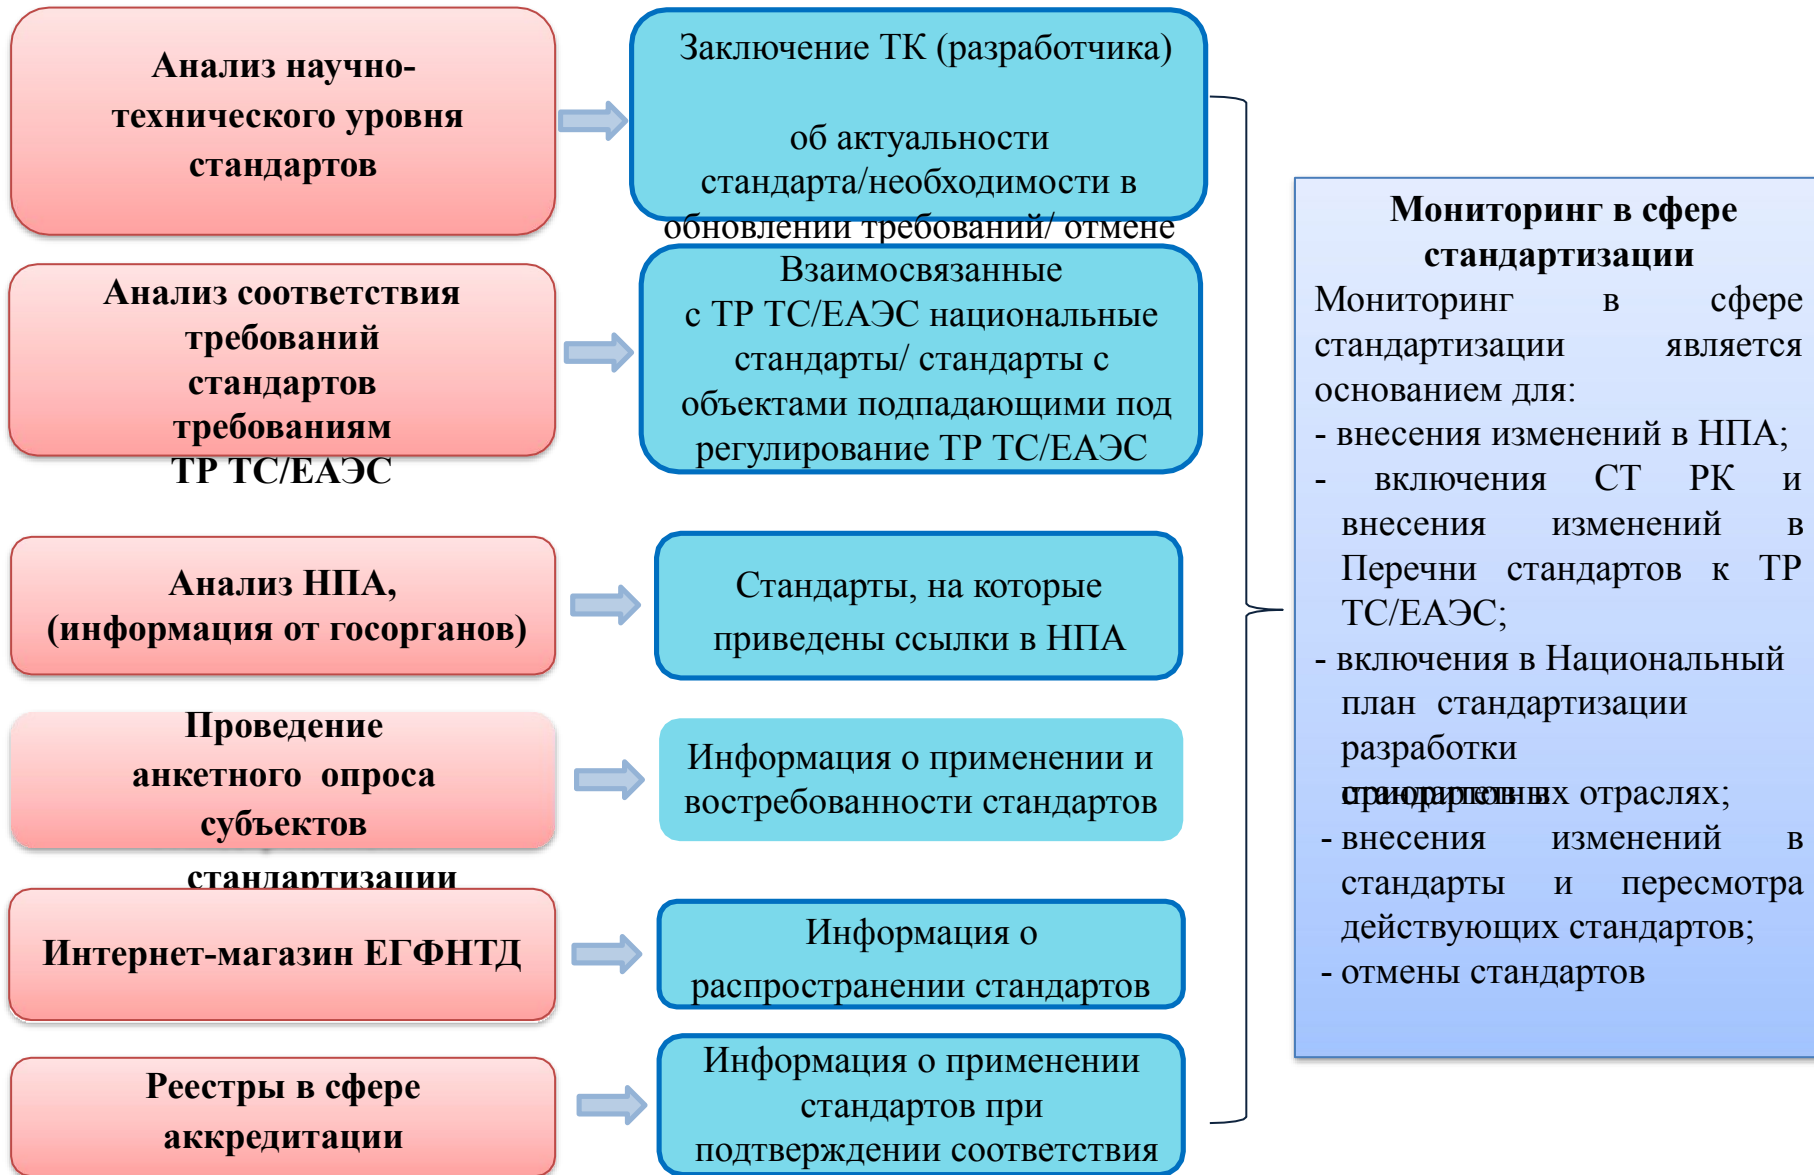 Анализ научно-
технического уровня
стандартов
Заключение ТК (разработчика)
об актуальности
стандарта/необходимости в
обновлении требований/ отмене
Анализ соответствия
требований
стандартов
требованиям
ТР ТС/ЕАЭС
Взаимосвязанные
с ТР ТС/ЕАЭС национальные
стандарты/ стандарты с
объектами подпадающими под
регулирование ТР ТС/ЕАЭС
Анализ НПА,
(информация от госорганов)
Стандарты, на которые
приведены ссылки в НПА
Проведение
анкетного опроса
субъектов
стандартизации
Информация о применении и
востребованности стандартов
Интернет-магазин ЕГФНТД
Информация о
распространении стандартов
Реестры в сфере
аккредитации
Информация о применении
стандартов при
подтверждении соответствия
Мониторинг в сфере
стандартизации
Мониторинг в сфере
стандартизации является
основанием для:
- внесения изменений в НПА;
- включения СТ РК и
внесения изменений в
Перечни стандартов к ТР
ТС/ЕАЭС;
- включения в Национальный
план стандартизации
разработки
стандартов в
приоритетных отраслях;
- внесения изменений в
стандарты и пересмотра
действующих стандартов;
- отмены стандартов